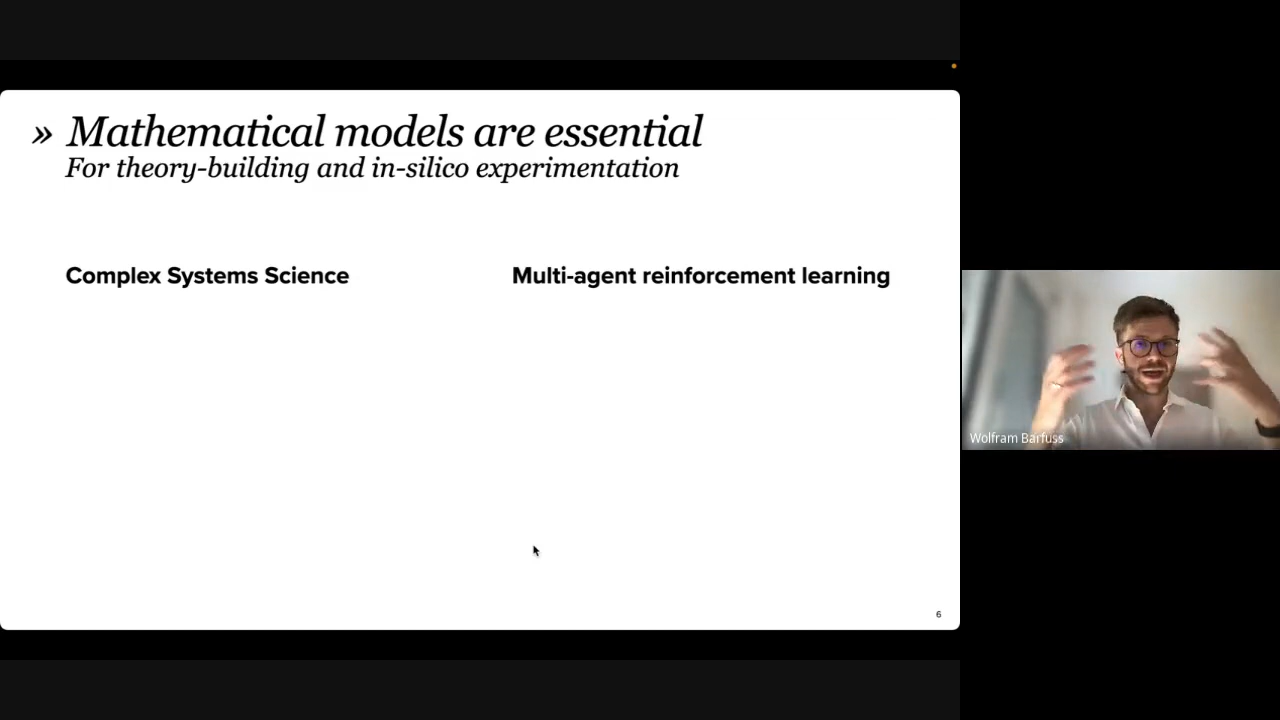 » Mathematical models are essential
For theory-building and in-silico experimentation
Complex Systems Science
Multi-agent reinforcement learning
6
Wolfram Barfuss